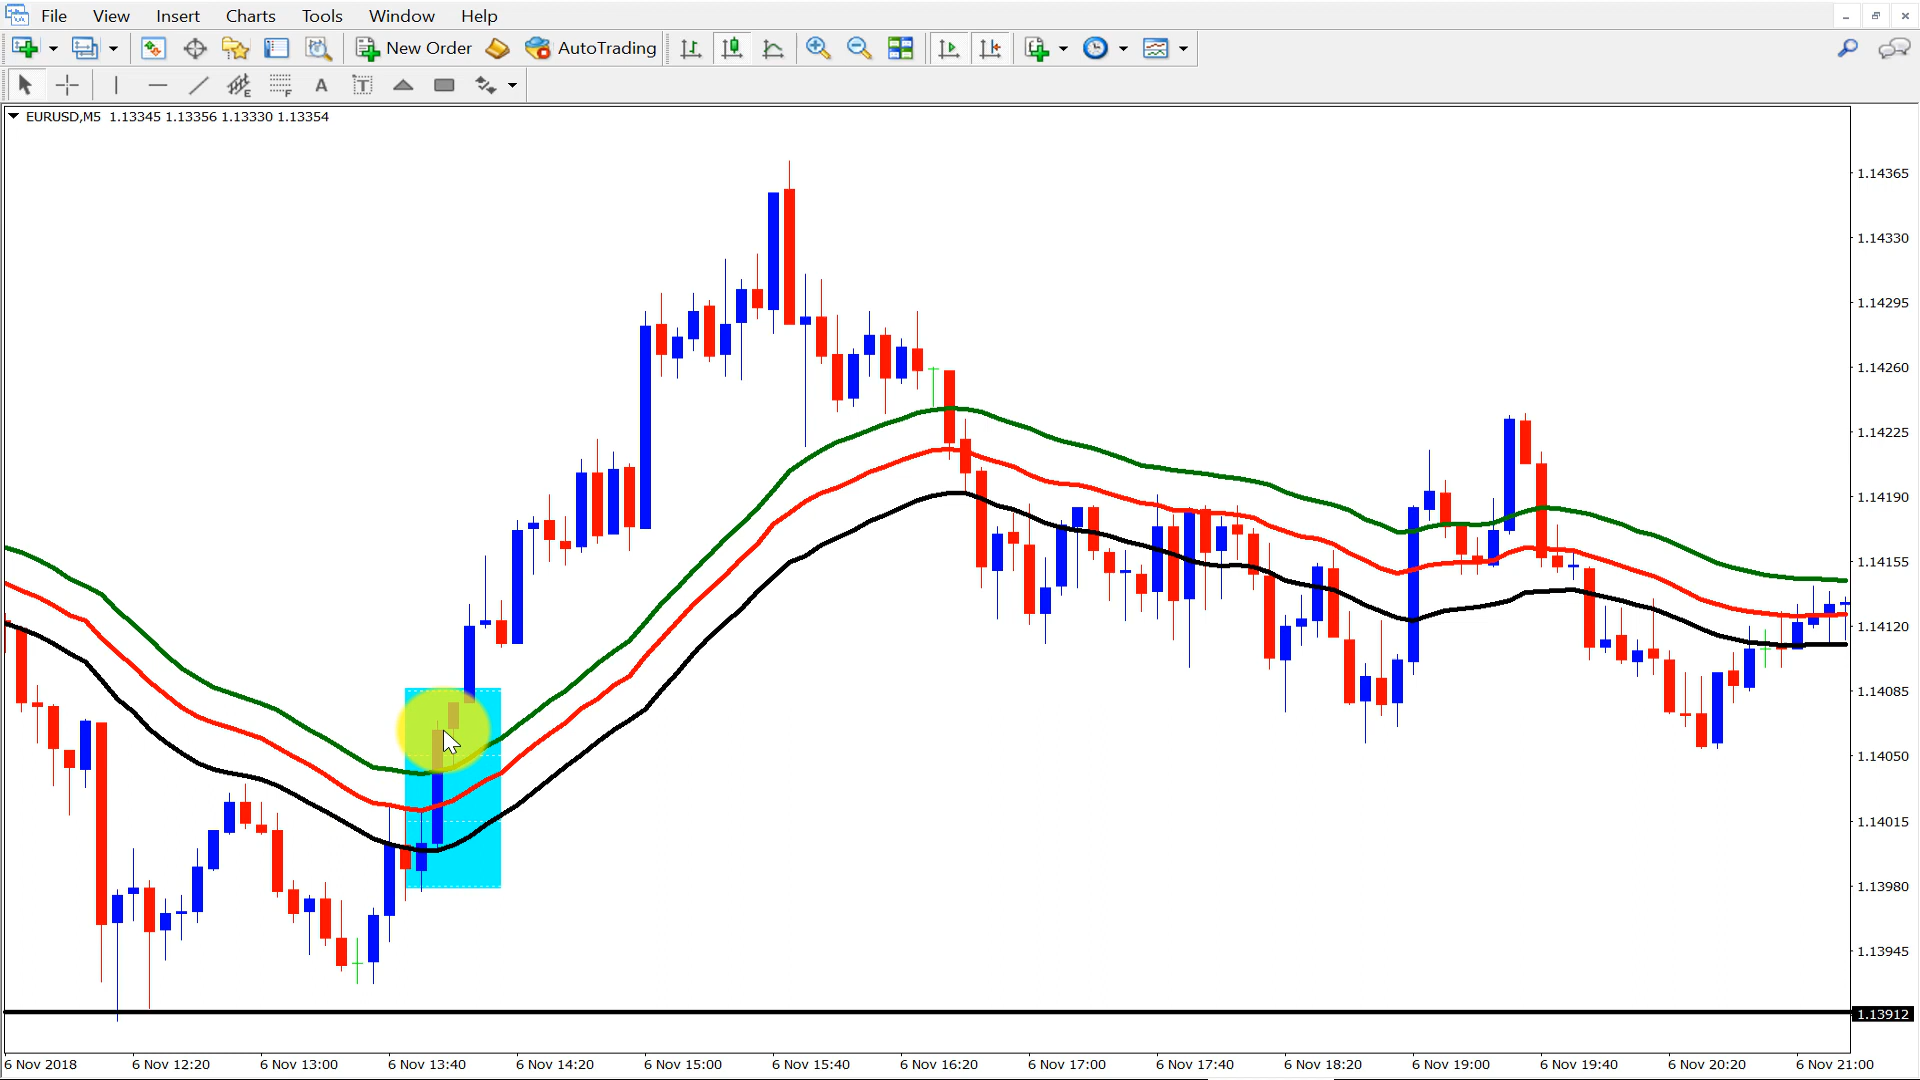 File View Insert Charts Tools Window Help
New Order AutoTrading
E F A T
EURUSD,M5 1.13345 1.13356 1.13330 1.13354
1.14365
1.14330
1.14295
1.14260
1.14225
1.14190
1.14155
1.14120
1.14085
1.14050
1.14015
1.13980
1.13945
1.13912
6 Nov 2018 6 Nov 12:20 6 Nov 13:00 6 Nov 13:40 6 Nov 14:20 6 Nov 15:00 6 Nov 15:40 6 Nov 16:20 6 Nov 17:00 6 Nov 17:40 6 Nov 18:20 6 Nov 19:00 6 Nov 19:40 6 Nov 20:20 6 Nov 21:00